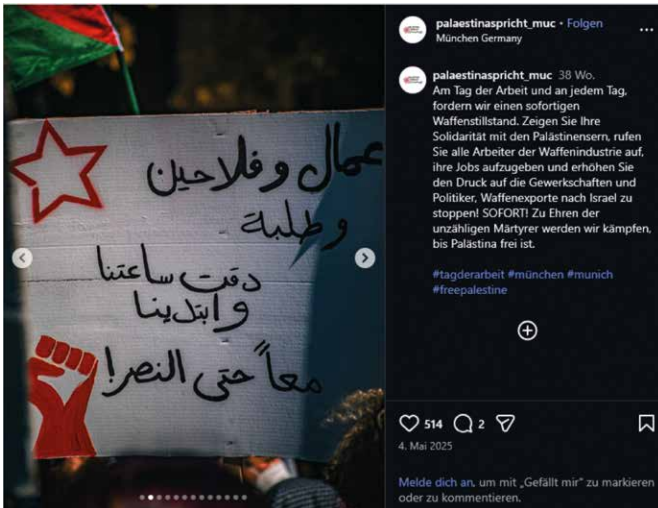 عمال و فلاحين
و طلبة
دقت ساعتنا
و ابتدينا
معاً حتى النصر!
palaestinaspricht_muc • Folgen
München Germany
palaestinaspricht_muc 38 Wo.
Am Tag der Arbeit und an jedem Tag,
fordern wir einen sofortigen
Waffenstillstand. Zeigen Sie Ihre
Solidarität mit den Palästinensern, rufen
Sie alle Arbeiter der Waffenindustrie auf,
ihre Jobs aufzugeben und erhöhen Sie
den Druck auf die Gewerkschaften und
Politiker, Waffenexporte nach Israel zu
stoppen! SOFORT! Zu Ehren der
unzähligen Märtyrer werden wir kämpfen,
bis Palästina frei ist.
#tagderarbeit #münchen #munich
#freepalestine
514 2
4. Mai 2025
Melde dich an, um mit „Gefällt mir“ zu markieren
oder zu kommentieren.